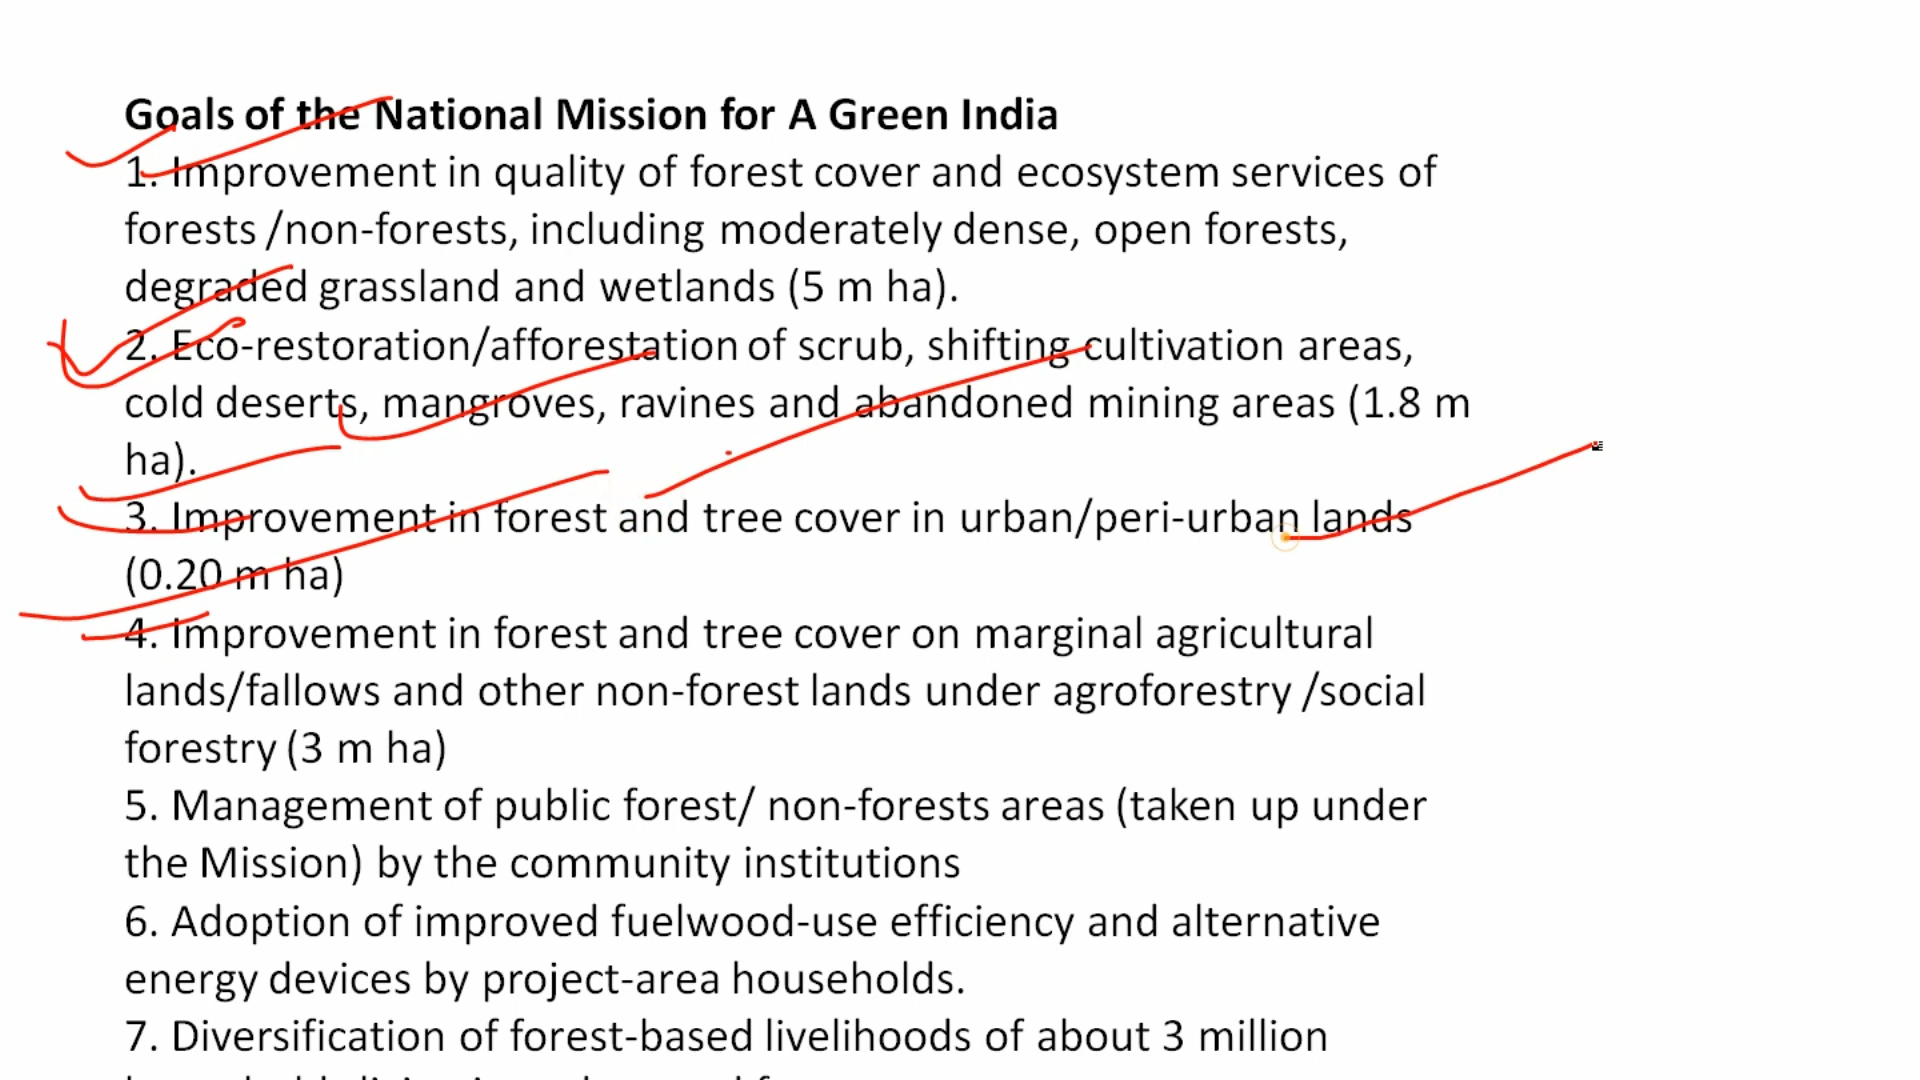 Goals of the National Mission for A Green India
1. Improvement in quality of forest cover and ecosystem services of
forests /non-forests, including moderately dense, open forests,
degraded grassland and wetlands (5 m ha).
2. Eco-restoration/afforestation of scrub, shifting cultivation areas,
cold deserts, mangroves, ravines and abandoned mining areas (1.8 m
ha).
3. Improvement in forest and tree cover in urban/peri-urban lands
(0.20 m ha)
4. Improvement in forest and tree cover on marginal agricultural
lands/fallows and other non-forest lands under agroforestry /social
forestry (3 m ha)
5. Management of public forest/ non-forests areas (taken up under
the Mission) by the community institutions
6. Adoption of improved fuelwood-use efficiency and alternative
energy devices by project-area households.
7. Diversification of forest-based livelihoods of about 3 million